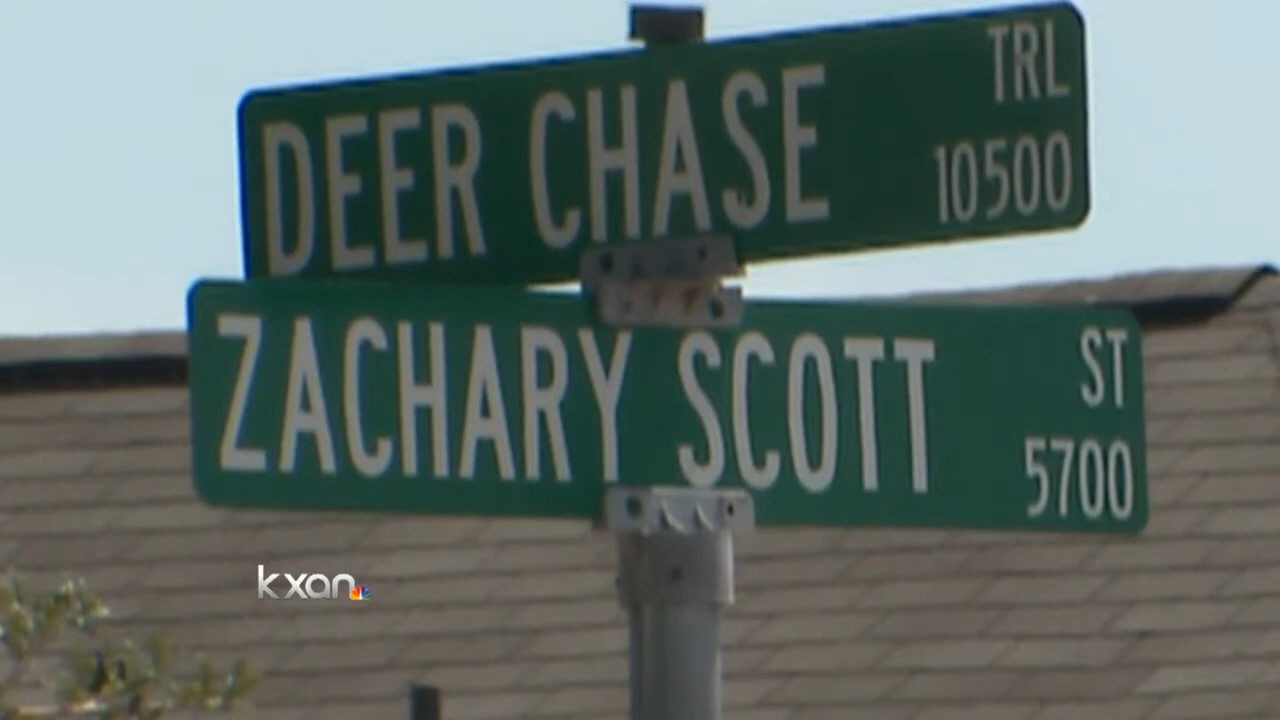 DEER CHASE TRL
10500
ZACHARY SCOTT ST
5700
kxan